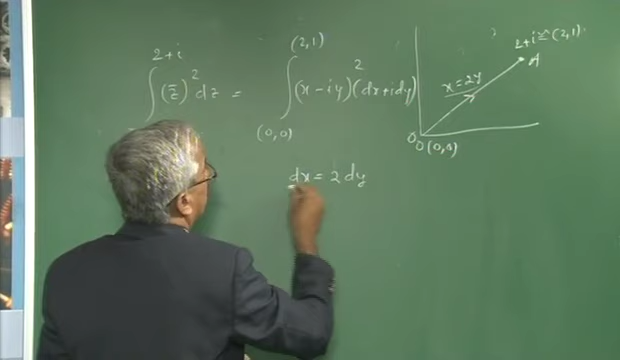 2+i
∫ (z̄)² dz =
(2,1)
∫ (x-iy)² (dx+idy)
(0,0)
dx = 2 dy
2+i ≅ (2,1).
A
x=2y
O (0,0)